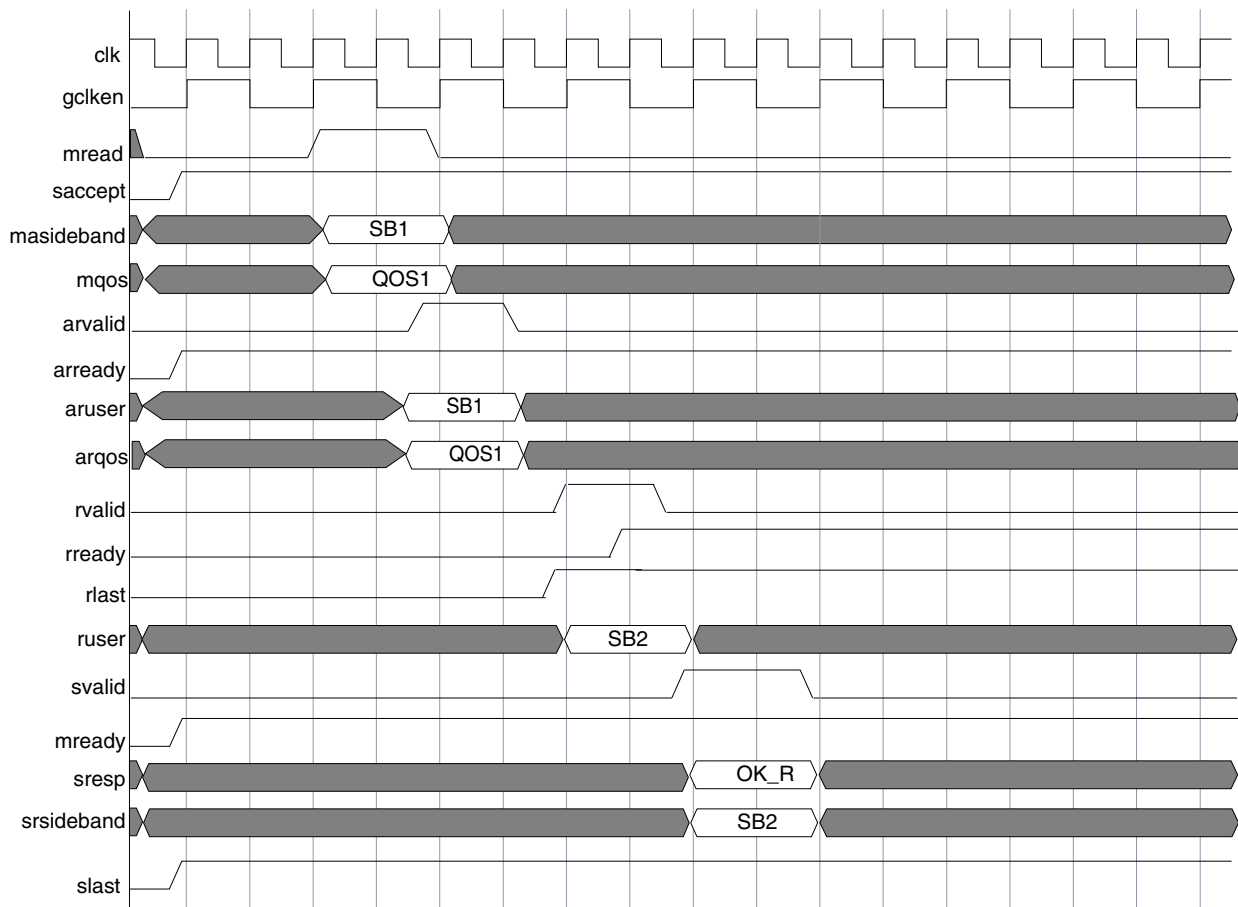 clk
gclken
mread
saccept
masideband SB1
mqos QOS1
arvalid
arready
aruser SB1
arqos QOS1
rvalid
rready
rlast
ruser SB2
svalid
mready
sresp OK_R
srsideband SB2
slast